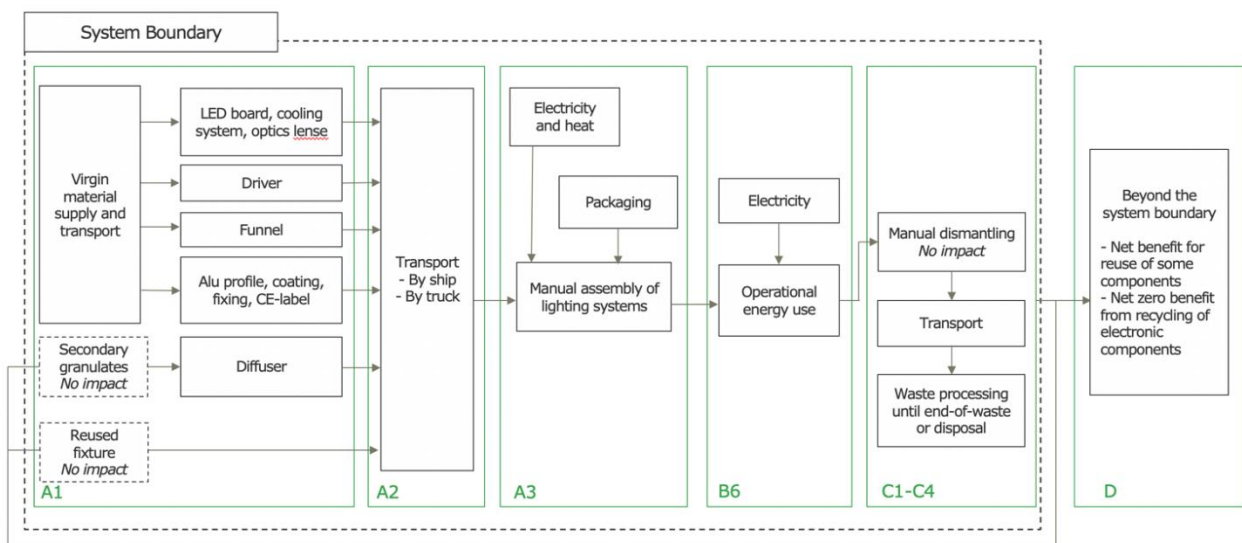 System Boundary
Virgin
material
supply and
transport
LED board, cooling
system, optics lense
Driver
Funnel
Alu profile, coating,
fixing, CE-label
Secondary
granulates
No impact
Diffuser
Reused
fixture
No impact
A1
Transport
- By ship
- By truck
A2
Electricity
and heat
Packaging
Manual assembly of
lighting systems
A3
Electricity
Operational
energy use
B6
Manual dismantling
No impact
Transport
Waste processing
until end-of-waste
or disposal
C1-C4
Beyond the
system boundary
- Net benefit for
reuse of some
components
- Net zero benefit
from recycling of
electronic
components
D